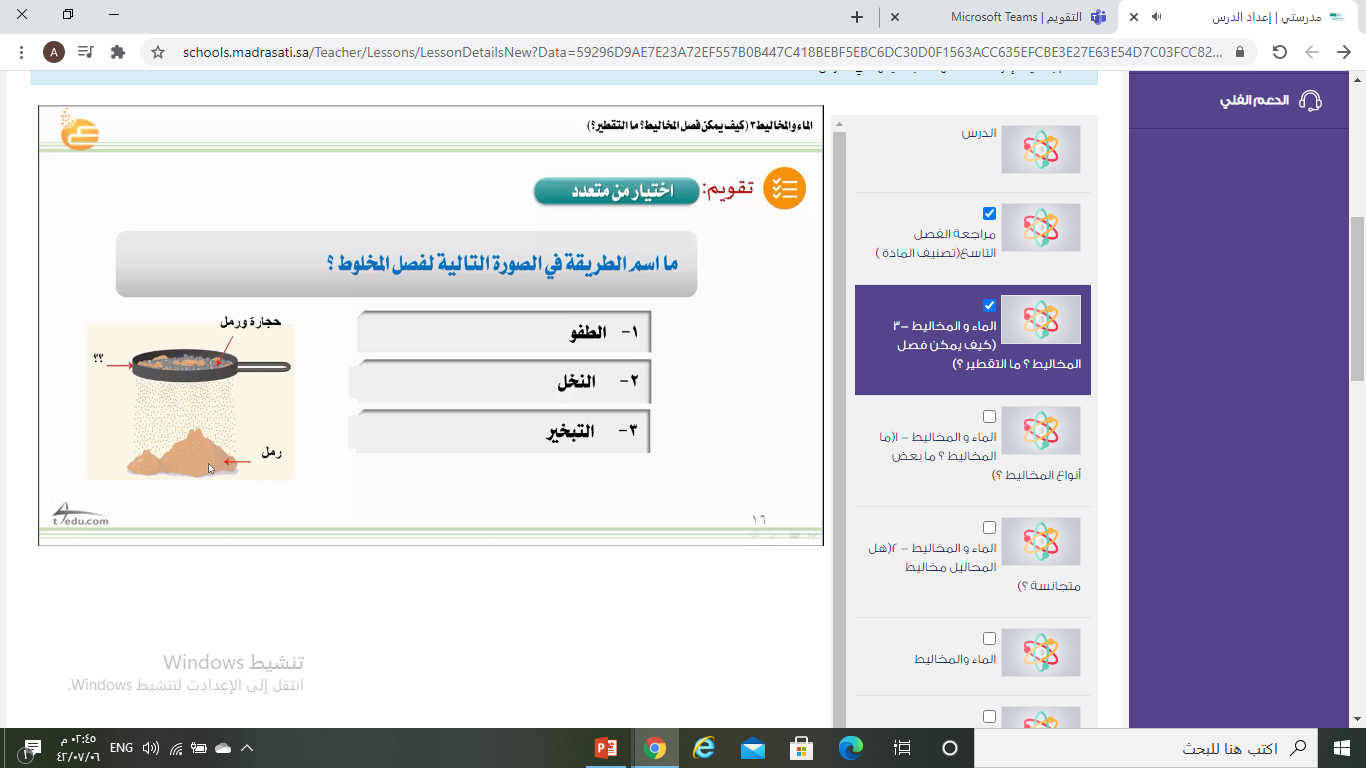 مدرستي | إعداد الدرس
التقويم | Microsoft Teams
schools.madrasati.sa/Teacher/Lessons/LessonDetailsNew?Data=59296D9AE7E23A72EF557B0B447C418BEBF5EBC6DC30D0F1563ACC635EFCBE3E27E63E54D7C03FCC82...
A
الدعم الفني
الماء والمخاليط٣ (كيف يمكن فصل المخاليط؟ ما التقطير؟)
تقويم:
اختيار من متعدد
ما اسم الطريقة في الصورة التالية لفصل المخلوط ؟
١- الطفو
٢- النخل
٣- التبخير
حجارة ورمل
؟؟
رمل
t4edu.com
١٦
الدرس
مراجعة الفصل
التاسع(تصنيف المادة )
الماء و المخاليط -٣
(كيف يمكن فصل
المخاليط ؟ ما التقطير ؟)
الماء و المخاليط - ١(ما
المخاليط ؟ ما بعض
أنواع المخاليط ؟)
الماء و المخاليط - ٢(هل
المحاليل مخاليط
متجانسة ؟)
الماء والمخاليط
تنشيط Windows
انتقل إلى الإعدادت لتنشيط Windows.
اكتب هنا للبحث
ENG
٠٢:٤٥ م
٤٢/٠٧/٠٦
١